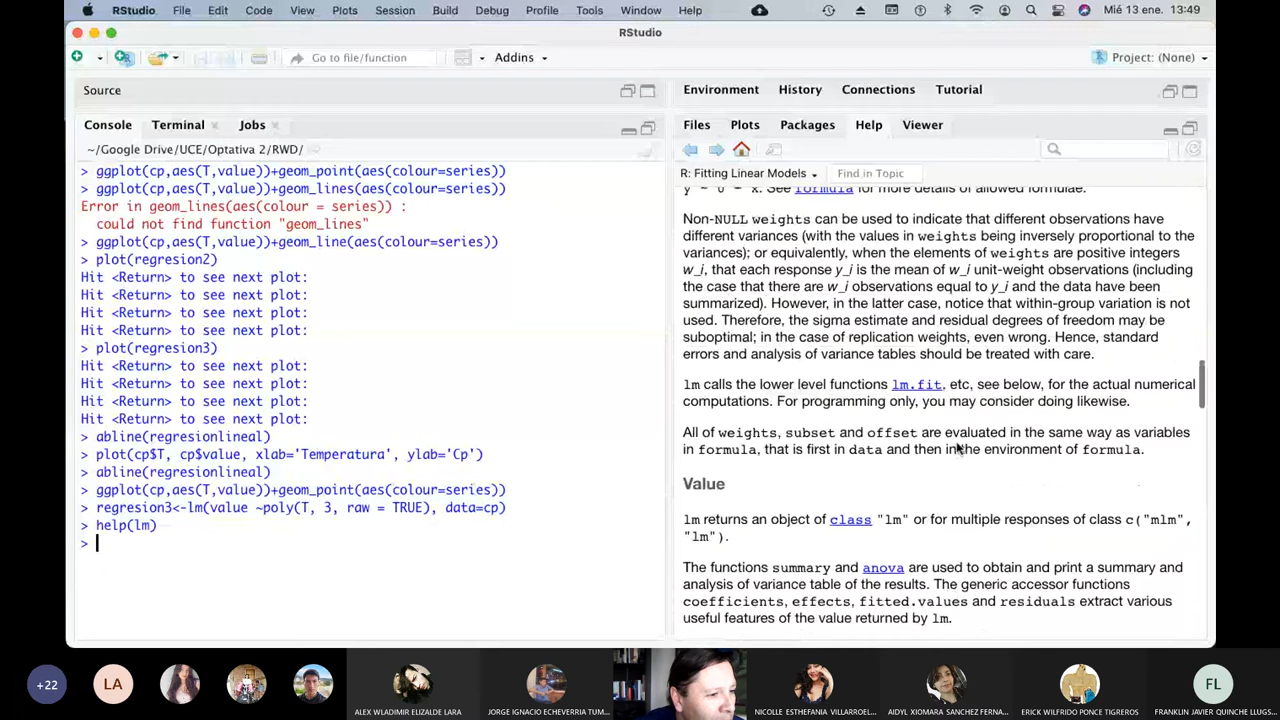 RStudio File Edit Code View Plots Session Build Debug Profile Tools Window Help Mié 13 ene. 13:49
RStudio
Go to file/function Addins Project: (None)
Source
Console Terminal Jobs
~/Google Drive/UCE/Optativa 2/RWD/
> ggplot(cp,aes(T,value))+geom_point(aes(colour=series))
> ggplot(cp,aes(T,value))+geom_lines(aes(colour=series))
Error in geom_lines(aes(colour = series)) :
could not find function "geom_lines"
> ggplot(cp,aes(T,value))+geom_line(aes(colour=series))
> plot(regresion2)
Hit <Return> to see next plot:
Hit <Return> to see next plot:
Hit <Return> to see next plot:
Hit <Return> to see next plot:
> plot(regresion3)
Hit <Return> to see next plot:
Hit <Return> to see next plot:
Hit <Return> to see next plot:
Hit <Return> to see next plot:
> abline(regresionlineal)
> plot(cp$T, cp$value, xlab='Temperatura', ylab='Cp')
> abline(regresionlineal)
> ggplot(cp,aes(T,value))+geom_point(aes(colour=series))
> regresion3<-lm(value ~poly(T, 3, raw = TRUE), data=cp)
> help(lm)
>
Environment History Connections Tutorial
Files Plots Packages Help Viewer
R: Fitting Linear Models Find in Topic
y ~ 0 + x. See formula for more details of allowed formulae.
Non-NULL weights can be used to indicate that different observations have
different variances (with the values in weights being inversely proportional to the
variances); or equivalently, when the elements of weights are positive integers
w_i, that each response y_i is the mean of w_i unit-weight observations (including
the case that there are w_i observations equal to y_i and the data have been
summarized). However, in the latter case, notice that within-group variation is not
used. Therefore, the sigma estimate and residual degrees of freedom may be
suboptimal; in the case of replication weights, even wrong. Hence, standard
errors and analysis of variance tables should be treated with care.
lm calls the lower level functions lm.fit, etc, see below, for the actual numerical
computations. For programming only, you may consider doing likewise.
All of weights, subset and offset are evaluated in the same way as variables
in formula, that is first in data and then in the environment of formula.
Value
lm returns an object of class "lm" or for multiple responses of class c("mlm",
"lm").
The functions summary and anova are used to obtain and print a summary and
analysis of variance table of the results. The generic accessor functions
coefficients, effects, fitted.values and residuals extract various
useful features of the value returned by lm.
+22 LA FL
ALEX WLADIMIR ELIZALDE LARA JORGE IGNACIO ECHEVERRIA TUM... NICOLLE ESTHEFANIA VILLARROEL... AIDYL XIOMARA SANCHEZ FERNA... ERICK WILFRIDO PONCE TIGREROS FRANKLIN JAVIER QUINCHE LLUGS...